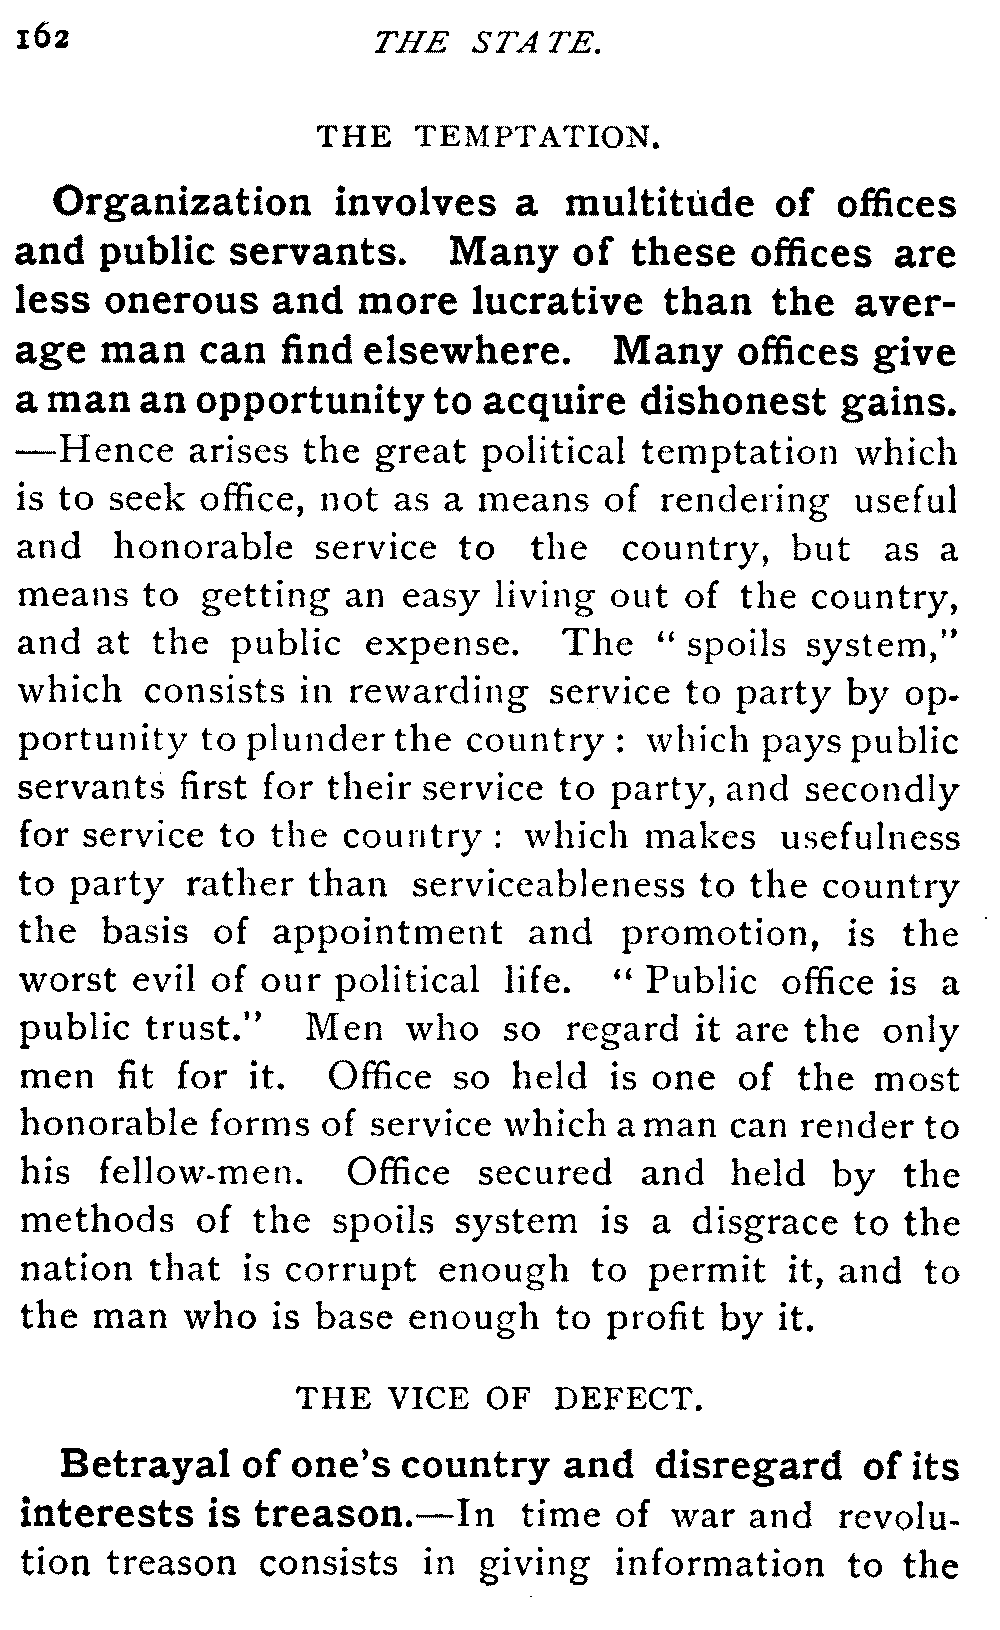 162 THE STATE.
THE TEMPTATION.
Organization involves a multitude of offices
and public servants. Many of these offices are
less onerous and more lucrative than the aver-
age man can find elsewhere. Many offices give
a man an opportunity to acquire dishonest gains.
—Hence arises the great political temptation which
is to seek office, not as a means of rendering useful
and honorable service to the country, but as a
means to getting an easy living out of the country,
and at the public expense. The “ spoils system,”
which consists in rewarding service to party by op-
portunity to plunder the country : which pays public
servants first for their service to party, and secondly
for service to the country : which makes usefulness
to party rather than serviceableness to the country
the basis of appointment and promotion, is the
worst evil of our political life. “ Public office is a
public trust.” Men who so regard it are the only
men fit for it. Office so held is one of the most
honorable forms of service which a man can render to
his fellow-men. Office secured and held by the
methods of the spoils system is a disgrace to the
nation that is corrupt enough to permit it, and to
the man who is base enough to profit by it.
THE VICE OF DEFECT.
Betrayal of one's country and disregard of its
interests is treason.—In time of war and revolu-
tion treason consists in giving information to the